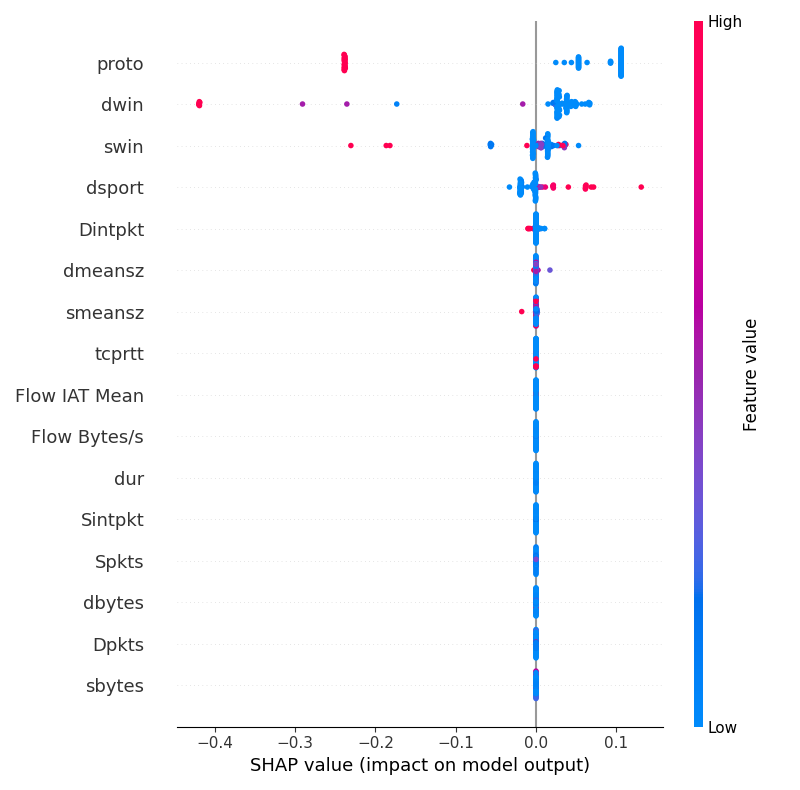 High
proto
dwin
swin
dsport
Dintpkt
dmeansz
smeansz
tcprtt
Flow IAT Mean
Flow Bytes/s
dur
Sintpkt
Spkts
dbytes
Dpkts
sbytes
Feature value
Low
−0.4 −0.3 −0.2 −0.1 0.0 0.1
SHAP value (impact on model output)